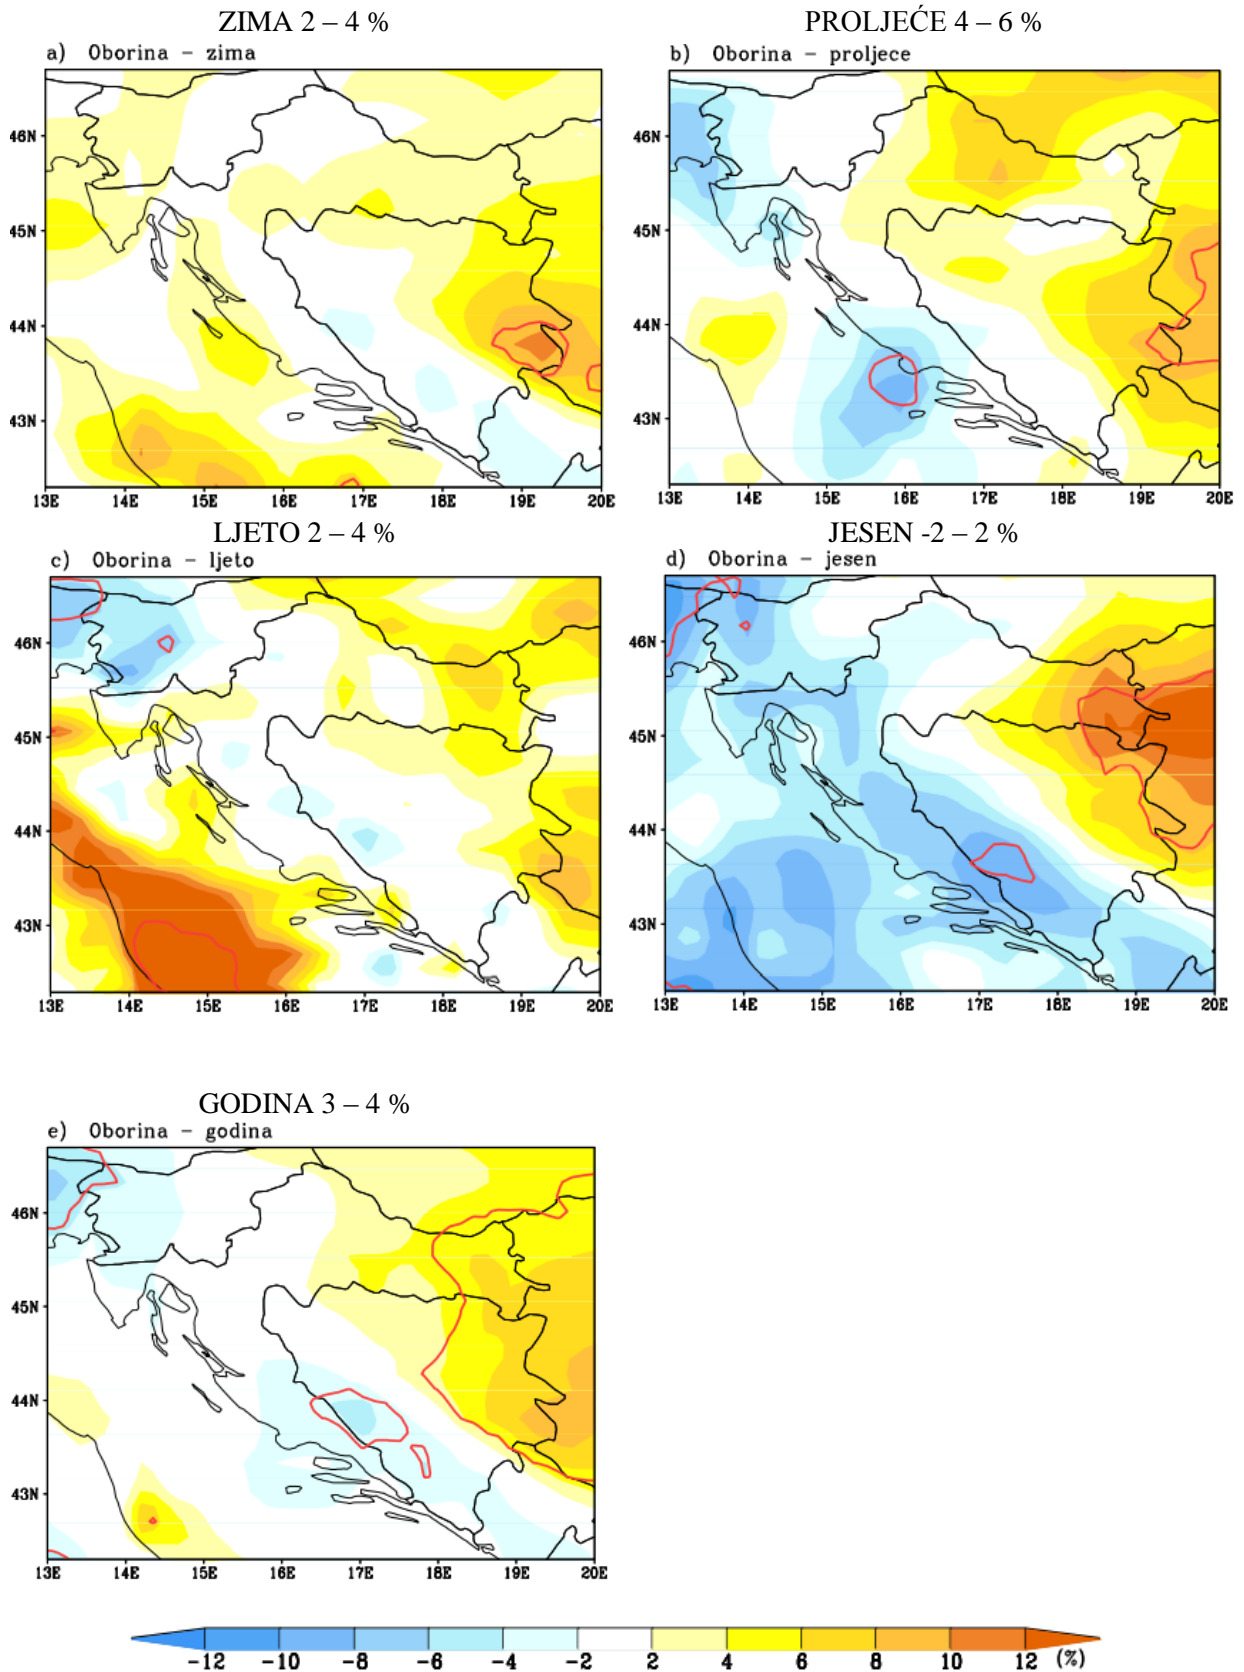 ZIMA 2 – 4 %
a) Oborina – zima
46N
45N
44N
43N
13E 14E 15E 16E 17E 18E 19E 20E
PROLJEĆE 4 – 6 %
b) Oborina – proljece
46N
45N
44N
43N
13E 14E 15E 16E 17E 18E 19E 20E
LJETO 2 – 4 %
c) Oborina – ljeto
46N
45N
44N
43N
13E 14E 15E 16E 17E 18E 19E 20E
JESEN -2 – 2 %
d) Oborina – jesen
46N
45N
44N
43N
13E 14E 15E 16E 17E 18E 19E 20E
GODINA 3 – 4 %
e) Oborina – godina
46N
45N
44N
43N
13E 14E 15E 16E 17E 18E 19E 20E
-12 -10 -8 -6 -4 -2 2 4 6 8 10 12 (%)